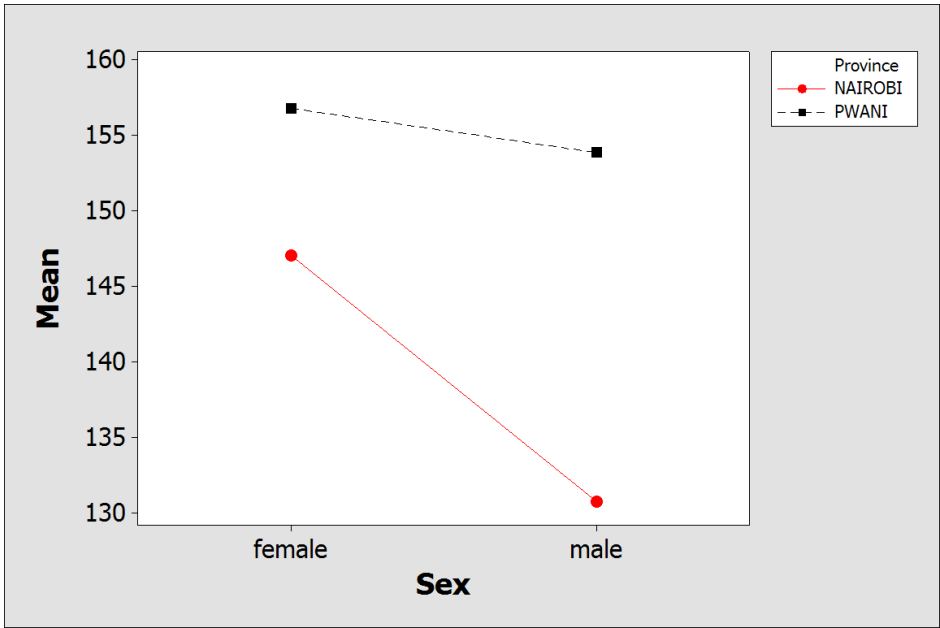 Province
NAIROBI
PWANI
160
155
150
145
140
135
130
Mean
female male
Sex